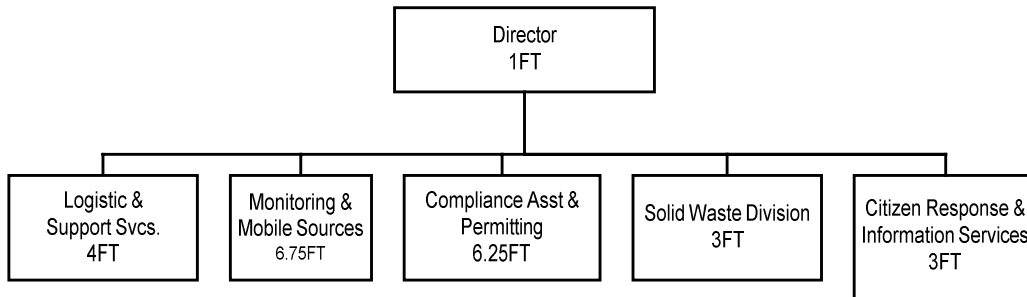 Director
1FT
Logistic &
Support Svcs.
4FT
Monitoring &
Mobile Sources
6.75FT
Compliance Asst &
Permitting
6.25FT
Solid Waste Division
3FT
Citizen Response &
Information Services
3FT